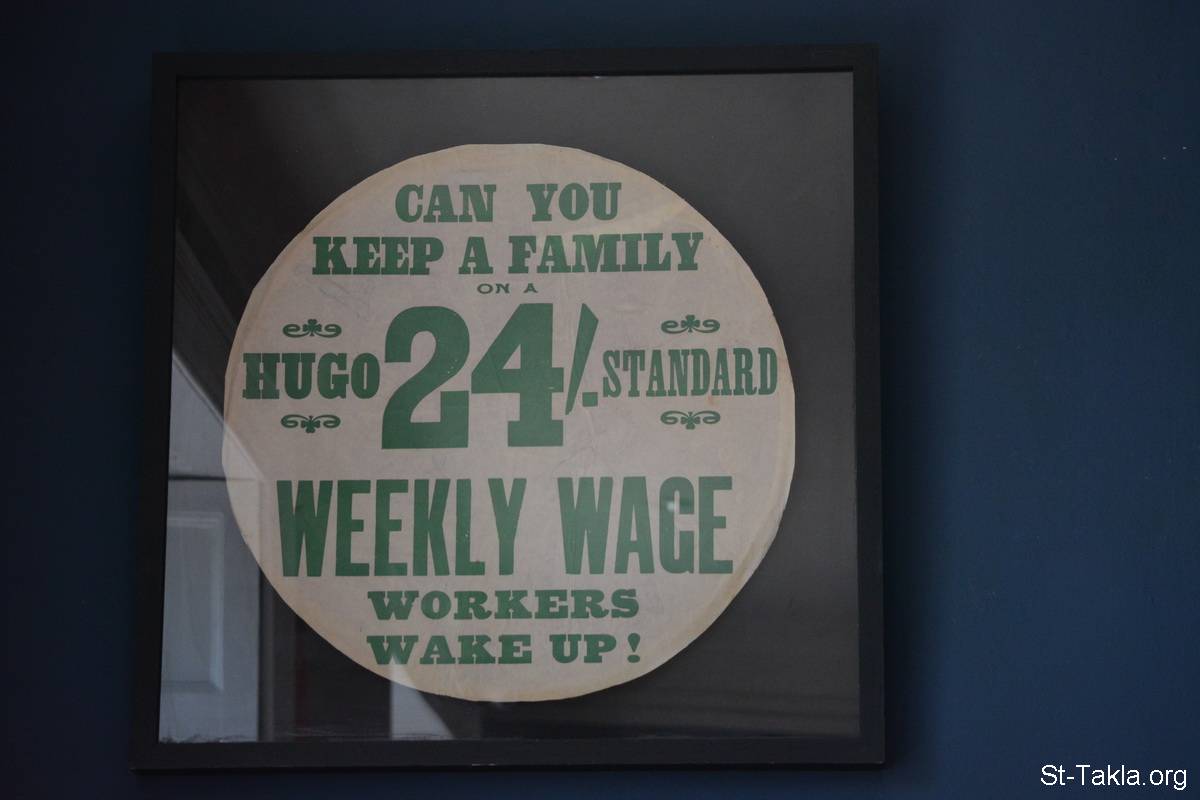 CAN YOU
KEEP A FAMILY
ON A
HUGO 24/. STANDARD
WEEKLY WAGE
WORKERS
WAKE UP!
St-Takla.org